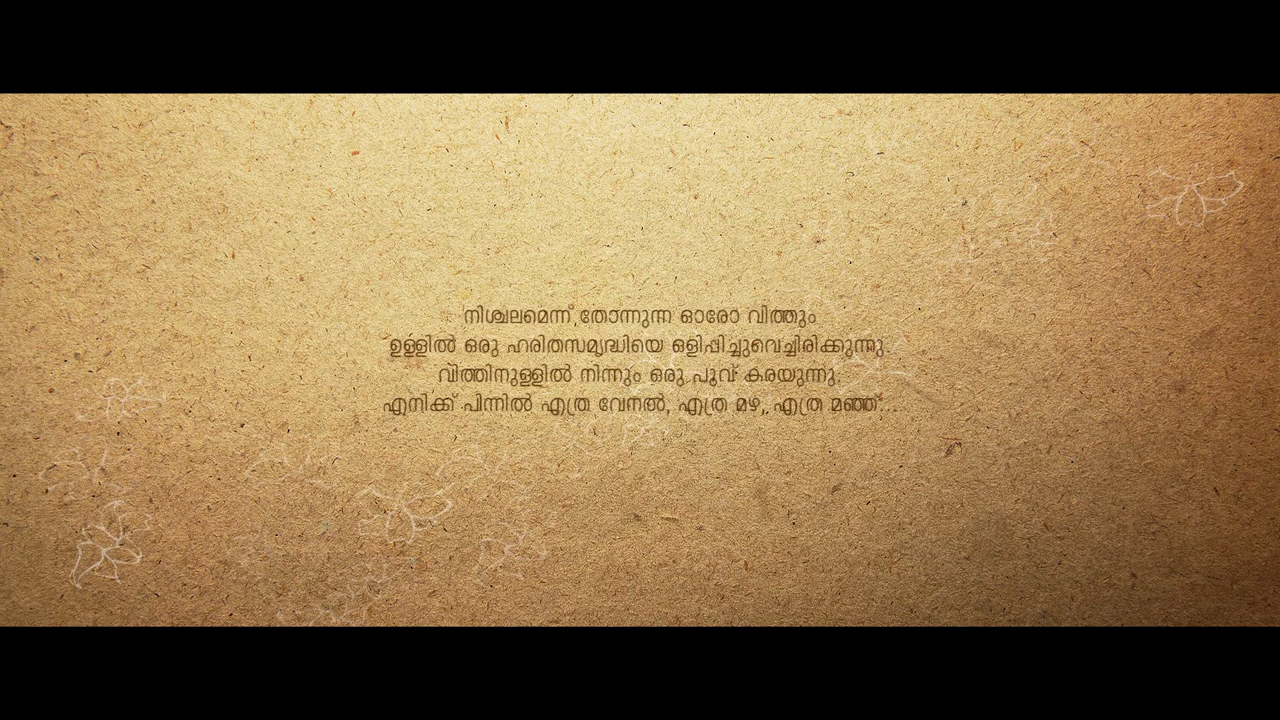 നിശ്ചലമെന്ന് തോന്നുന്ന ഓരോ വിത്തും
ഉള്ളിൽ ഒരു ഹരിതസമൃദ്ധിയെ ഒളിപ്പിച്ചുവെച്ചിരിക്കുന്നു.
വിത്തിനുള്ളിൽ നിന്നും ഒരു പൂവ് കരയുന്നു.
എനിക്ക് പിന്നിൽ എത്ര വേനൽ, എത്ര മഴ, എത്ര മഞ്ഞ്...